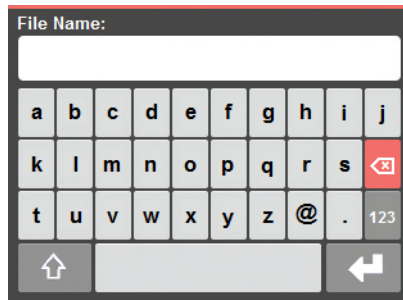 File Name:
a b c d e f g h i j
k l m n o p q r s
t u v w x y z @ . 123